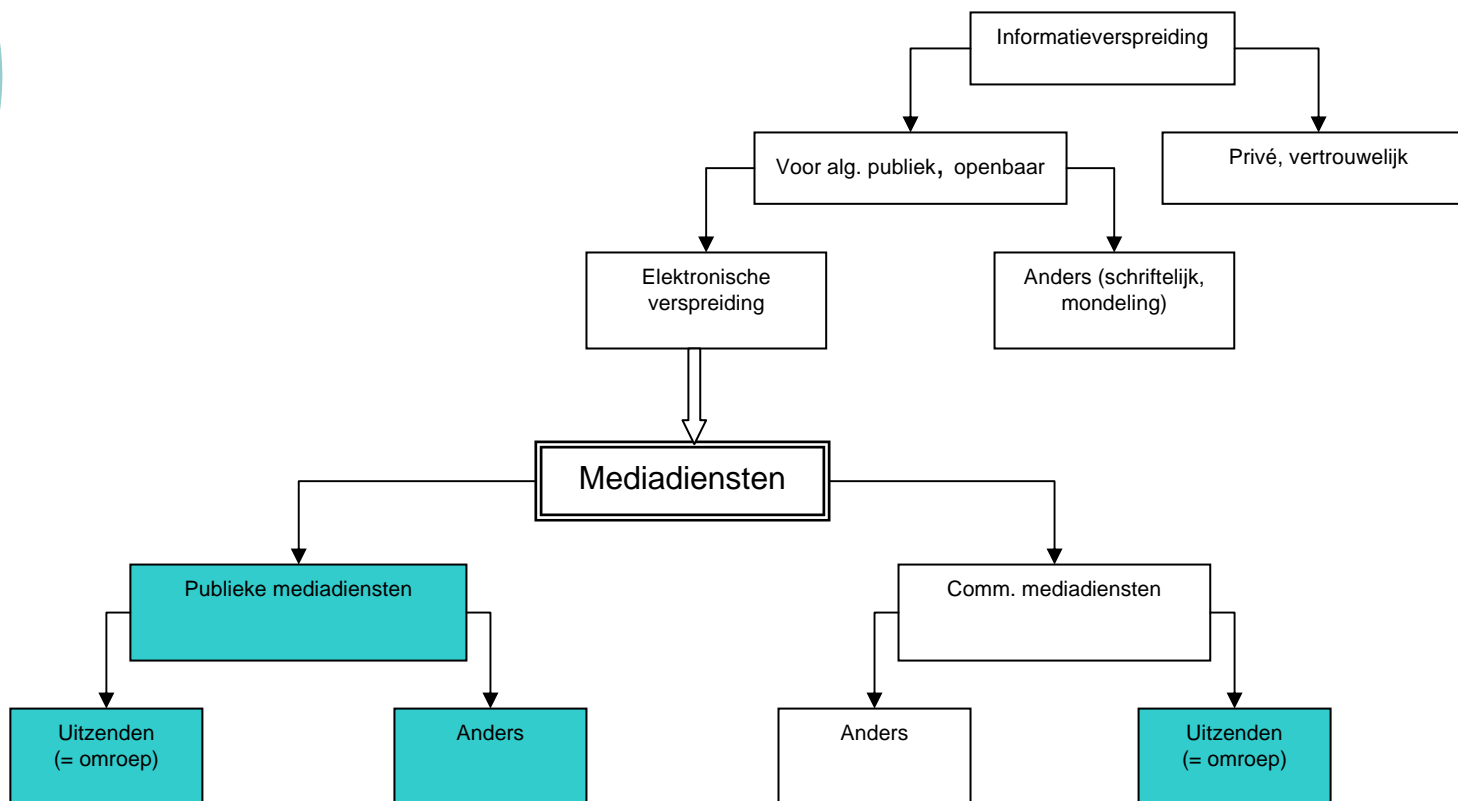 Informatieverspreiding
Voor alg. publiek, openbaar
Privé, vertrouwelijk
Elektronische
verspreiding
Anders (schriftelijk,
mondeling)
Mediadiensten
Publieke mediadiensten
Comm. mediadiensten
Uitzenden
(= omroep)
Anders
Anders
Uitzenden
(= omroep)